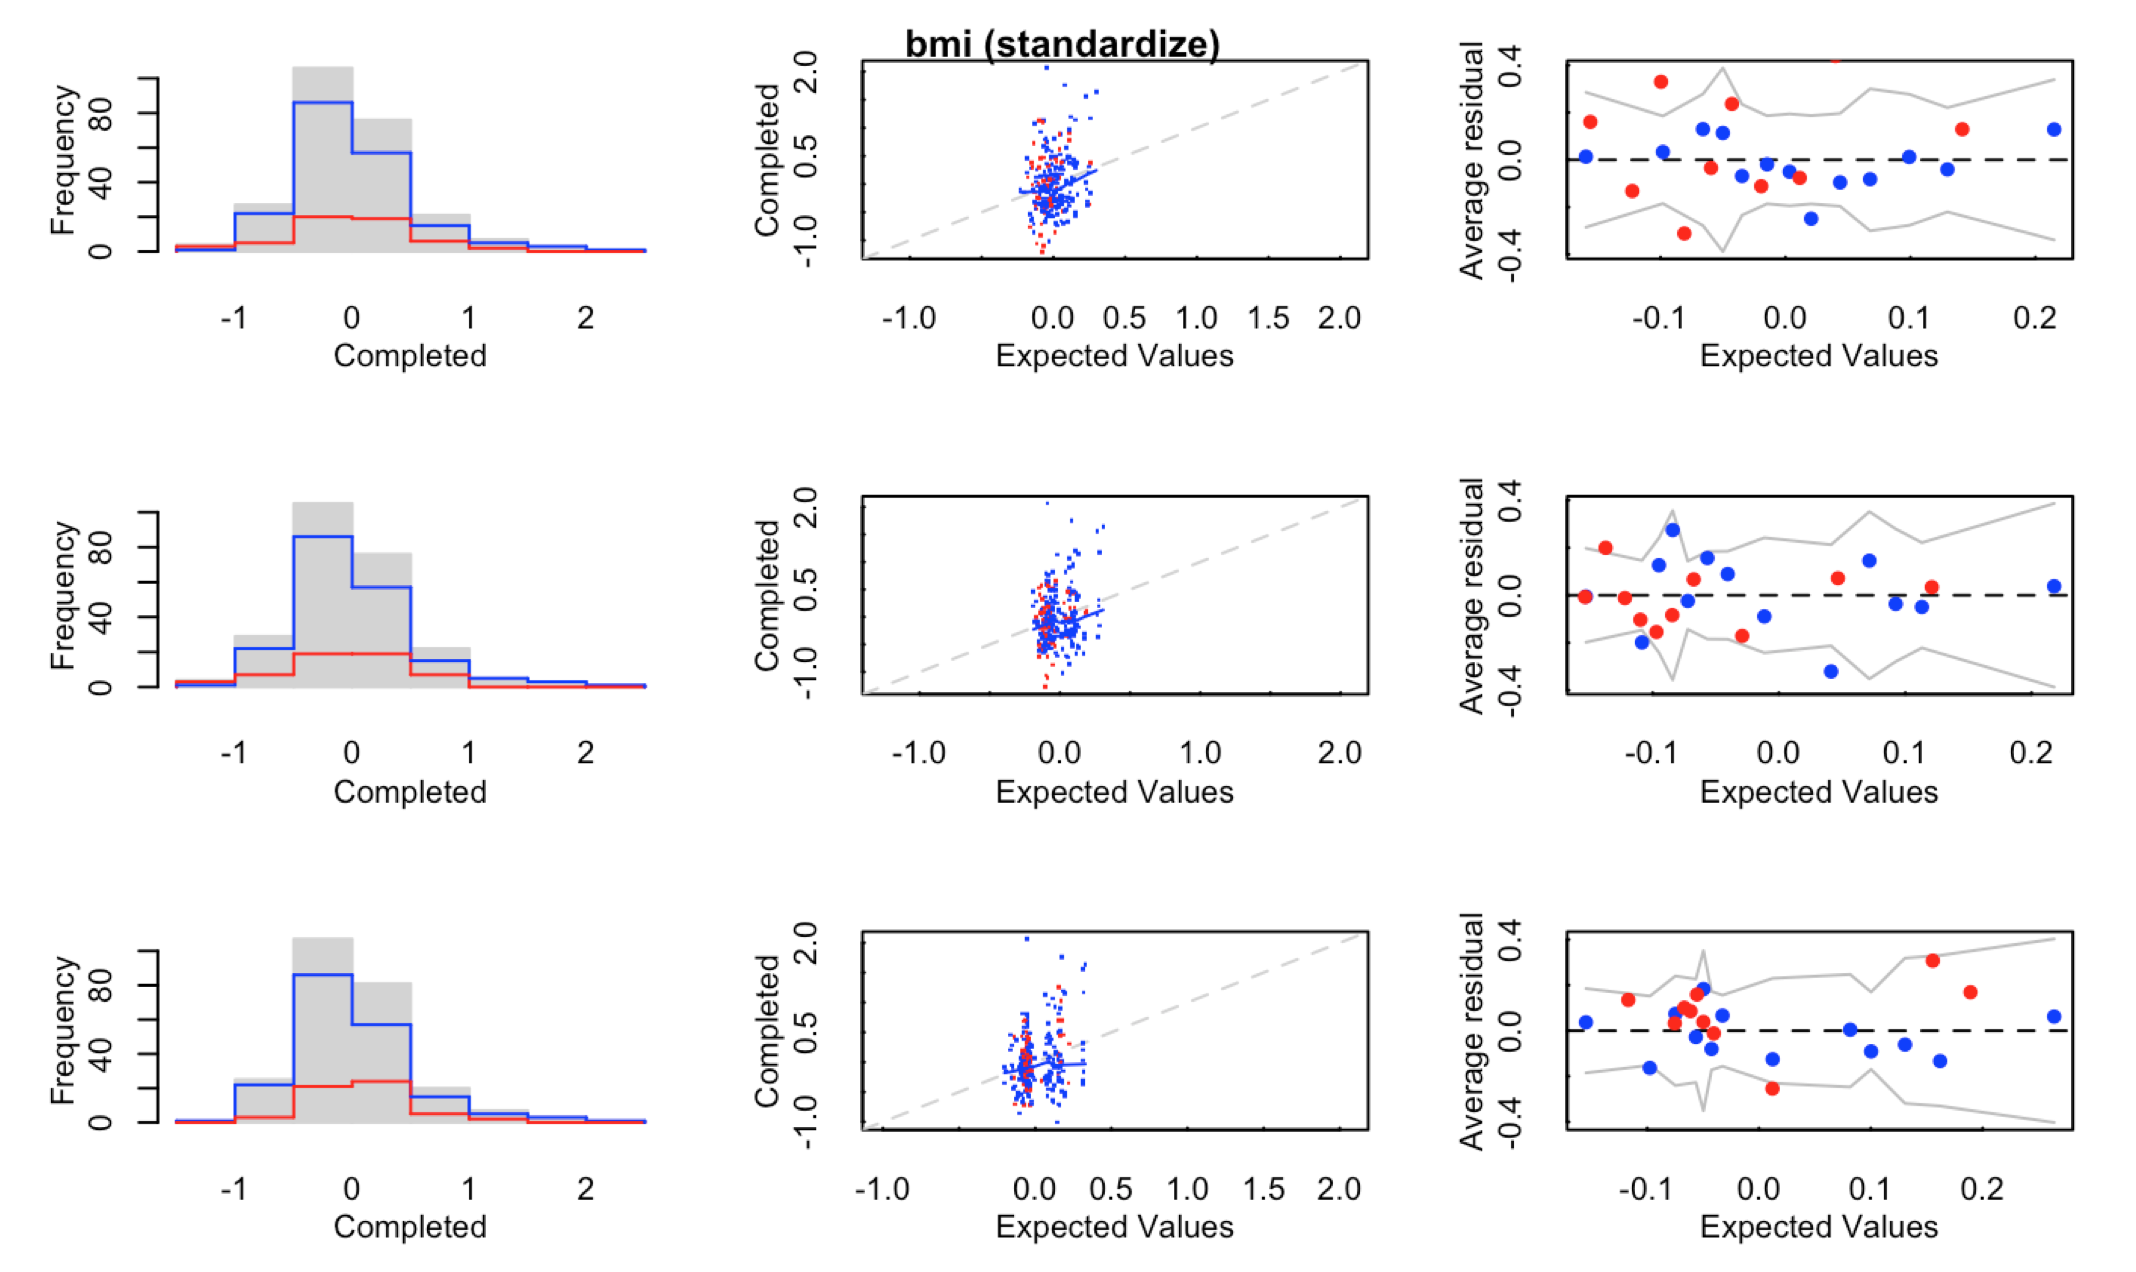 bmi (standardize)
Frequency
0 40 80
-1 0 1 2
Completed
Completed
-1.0 0.5 2.0
-1.0 0.0 0.5 1.0 1.5 2.0
Expected Values
Average residual
-0.4 0.0 0.4
-0.1 0.0 0.1 0.2
Expected Values
Frequency
0 40 80
-1 0 1 2
Completed
Completed
-1.0 0.5 2.0
-1.0 0.0 1.0 2.0
Expected Values
Average residual
-0.4 0.0 0.4
-0.1 0.0 0.1 0.2
Expected Values
Frequency
0 40 80
-1 0 1 2
Completed
Completed
-1.0 0.5 2.0
-1.0 0.0 0.5 1.0 1.5 2.0
Expected Values
Average residual
-0.4 0.0 0.4
-0.1 0.0 0.1 0.2
Expected Values